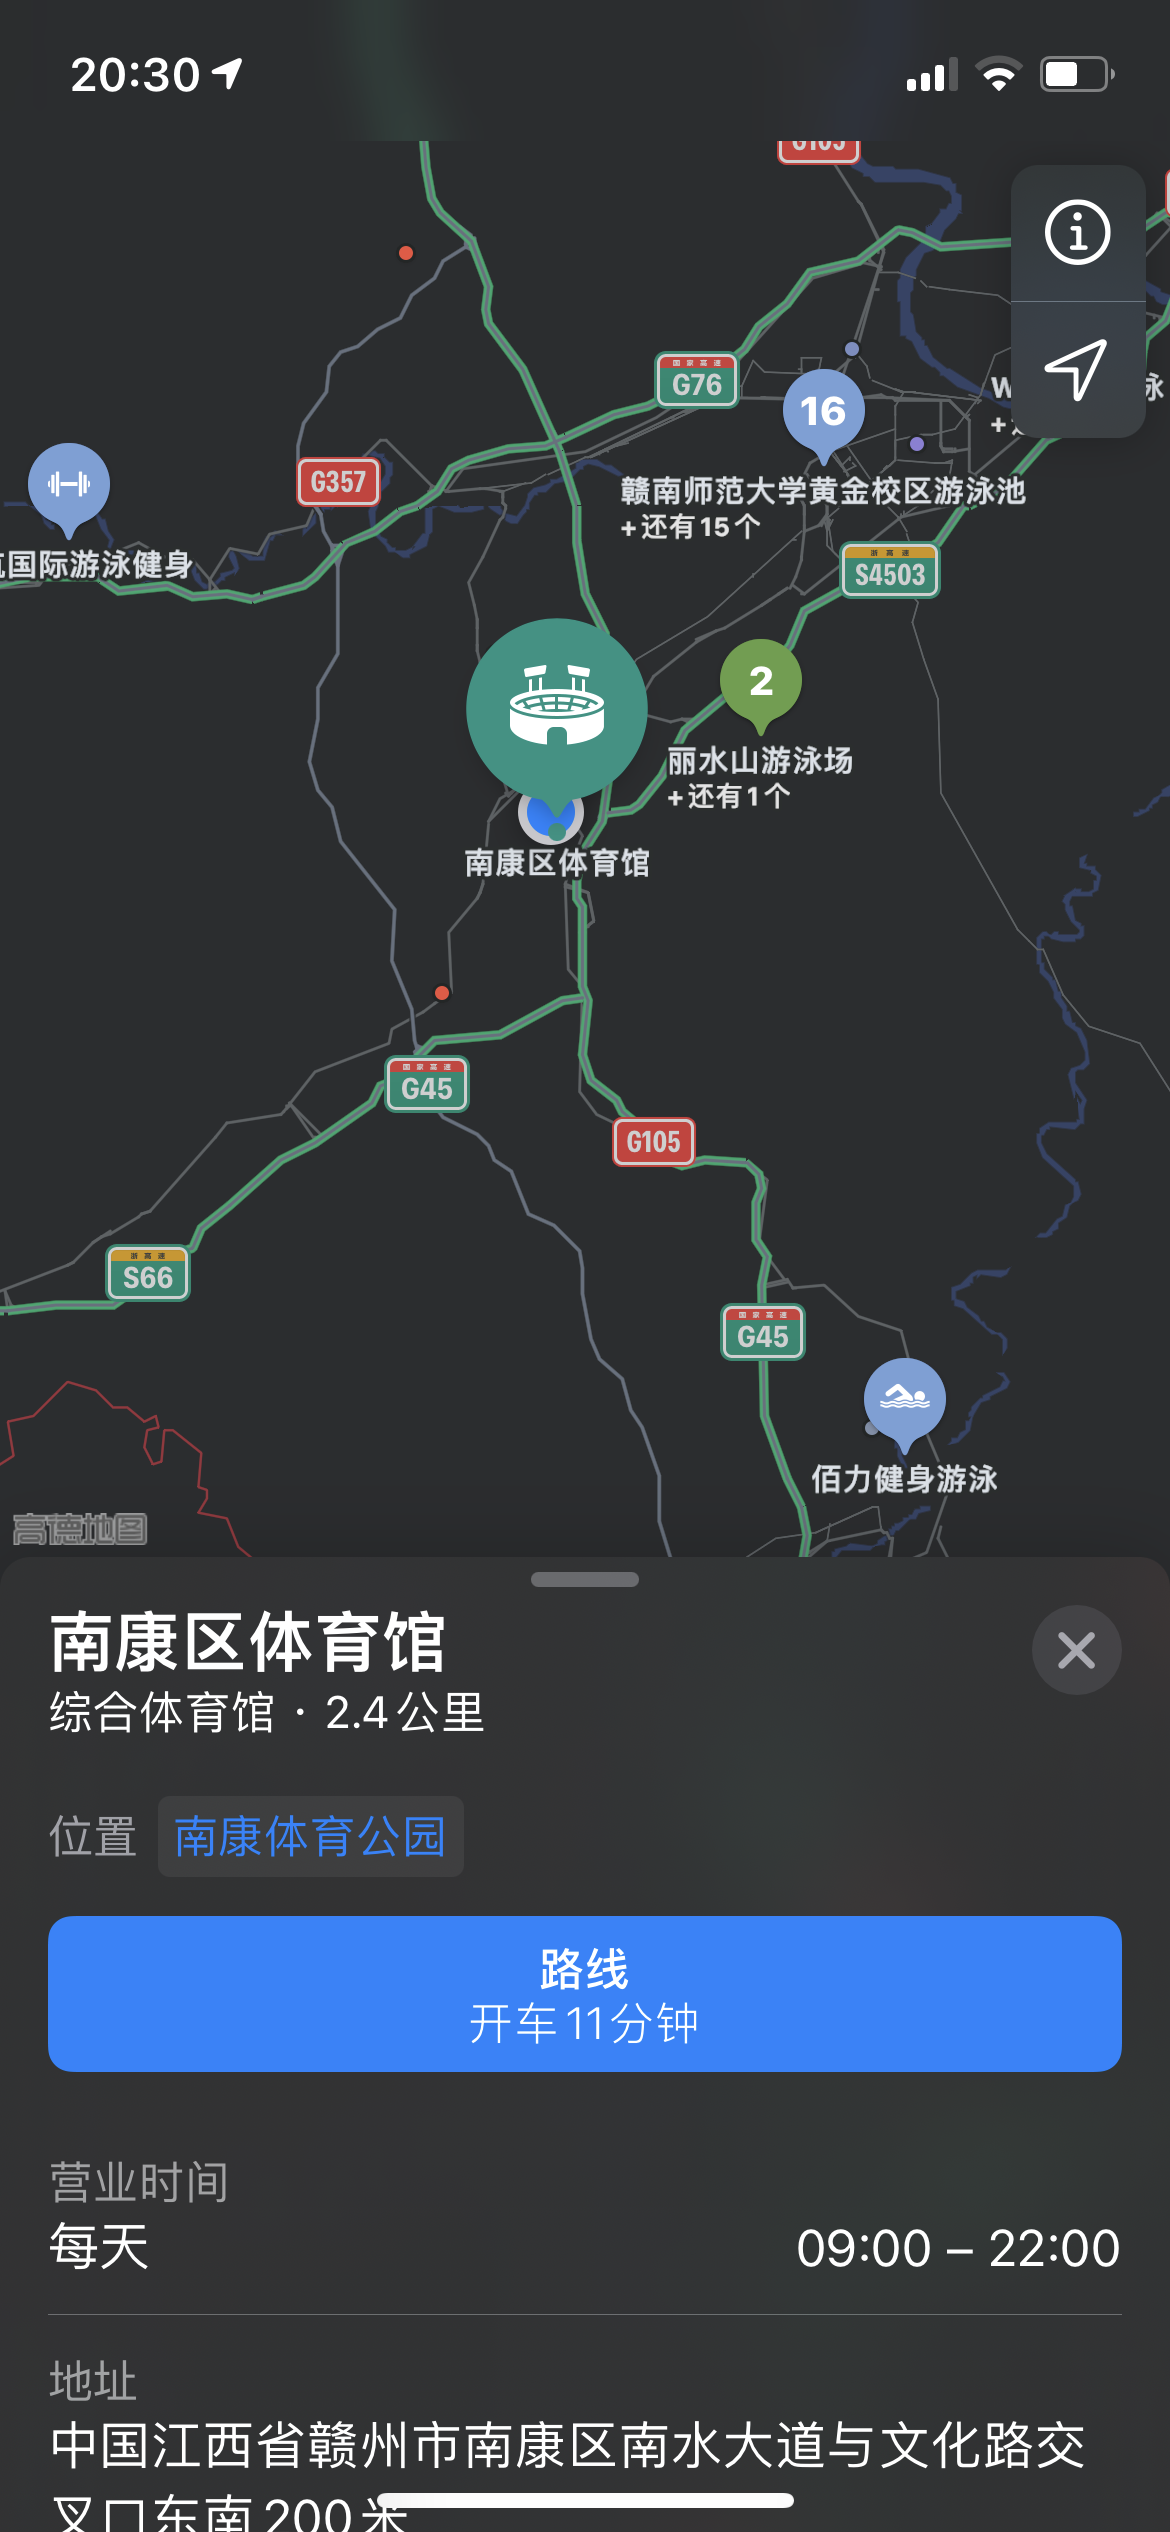 20:30
G76
16
G357
赣南师范大学黄金校区游泳池
+还有15个
国际游泳健身
S4503
2
丽水山游泳场
+还有1个
南康区体育馆
G45
G105
S66
G45
佰力健身游泳
高德地图
南康区体育馆
综合体育馆 · 2.4公里
位置 南康体育公园
路线
开车11分钟
营业时间
每天 09:00 – 22:00
地址
中国江西省赣州市南康区南水大道与文化路交
叉口东南200米